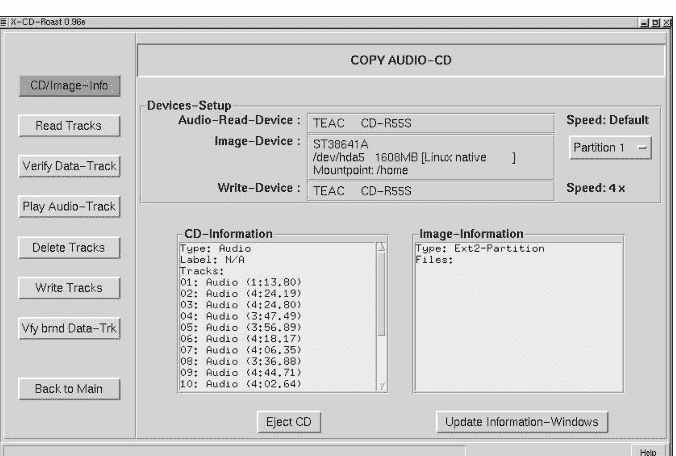 X-CD-Roast 0.96e
COPY AUDIO-CD
CD/Image-Info
Read Tracks
Verify Data-Track
Play Audio-Track
Delete Tracks
Write Tracks
Vfy brnd Data-Trk
Back to Main
Devices-Setup
Audio-Read-Device : TEAC CD-R55S Speed: Default
Image-Device : ST38641A
/dev/hda5 1608MB [Linux native ]
Mountpoint: /home
Partition 1
Write-Device : TEAC CD-R55S Speed: 4 x
CD-Information
Type: Audio
Label: N/A
Tracks:
01: Audio (1:13.80)
02: Audio (4:24.19)
03: Audio (4:24.80)
04: Audio (3:47.49)
05: Audio (3:56.89)
06: Audio (4:18.17)
07: Audio (4:06.35)
08: Audio (3:36.88)
09: Audio (4:44.71)
10: Audio (4:02.64)
Image-Information
Type: Ext2-Partition
Files:
Eject CD
Update Information-Windows
Help